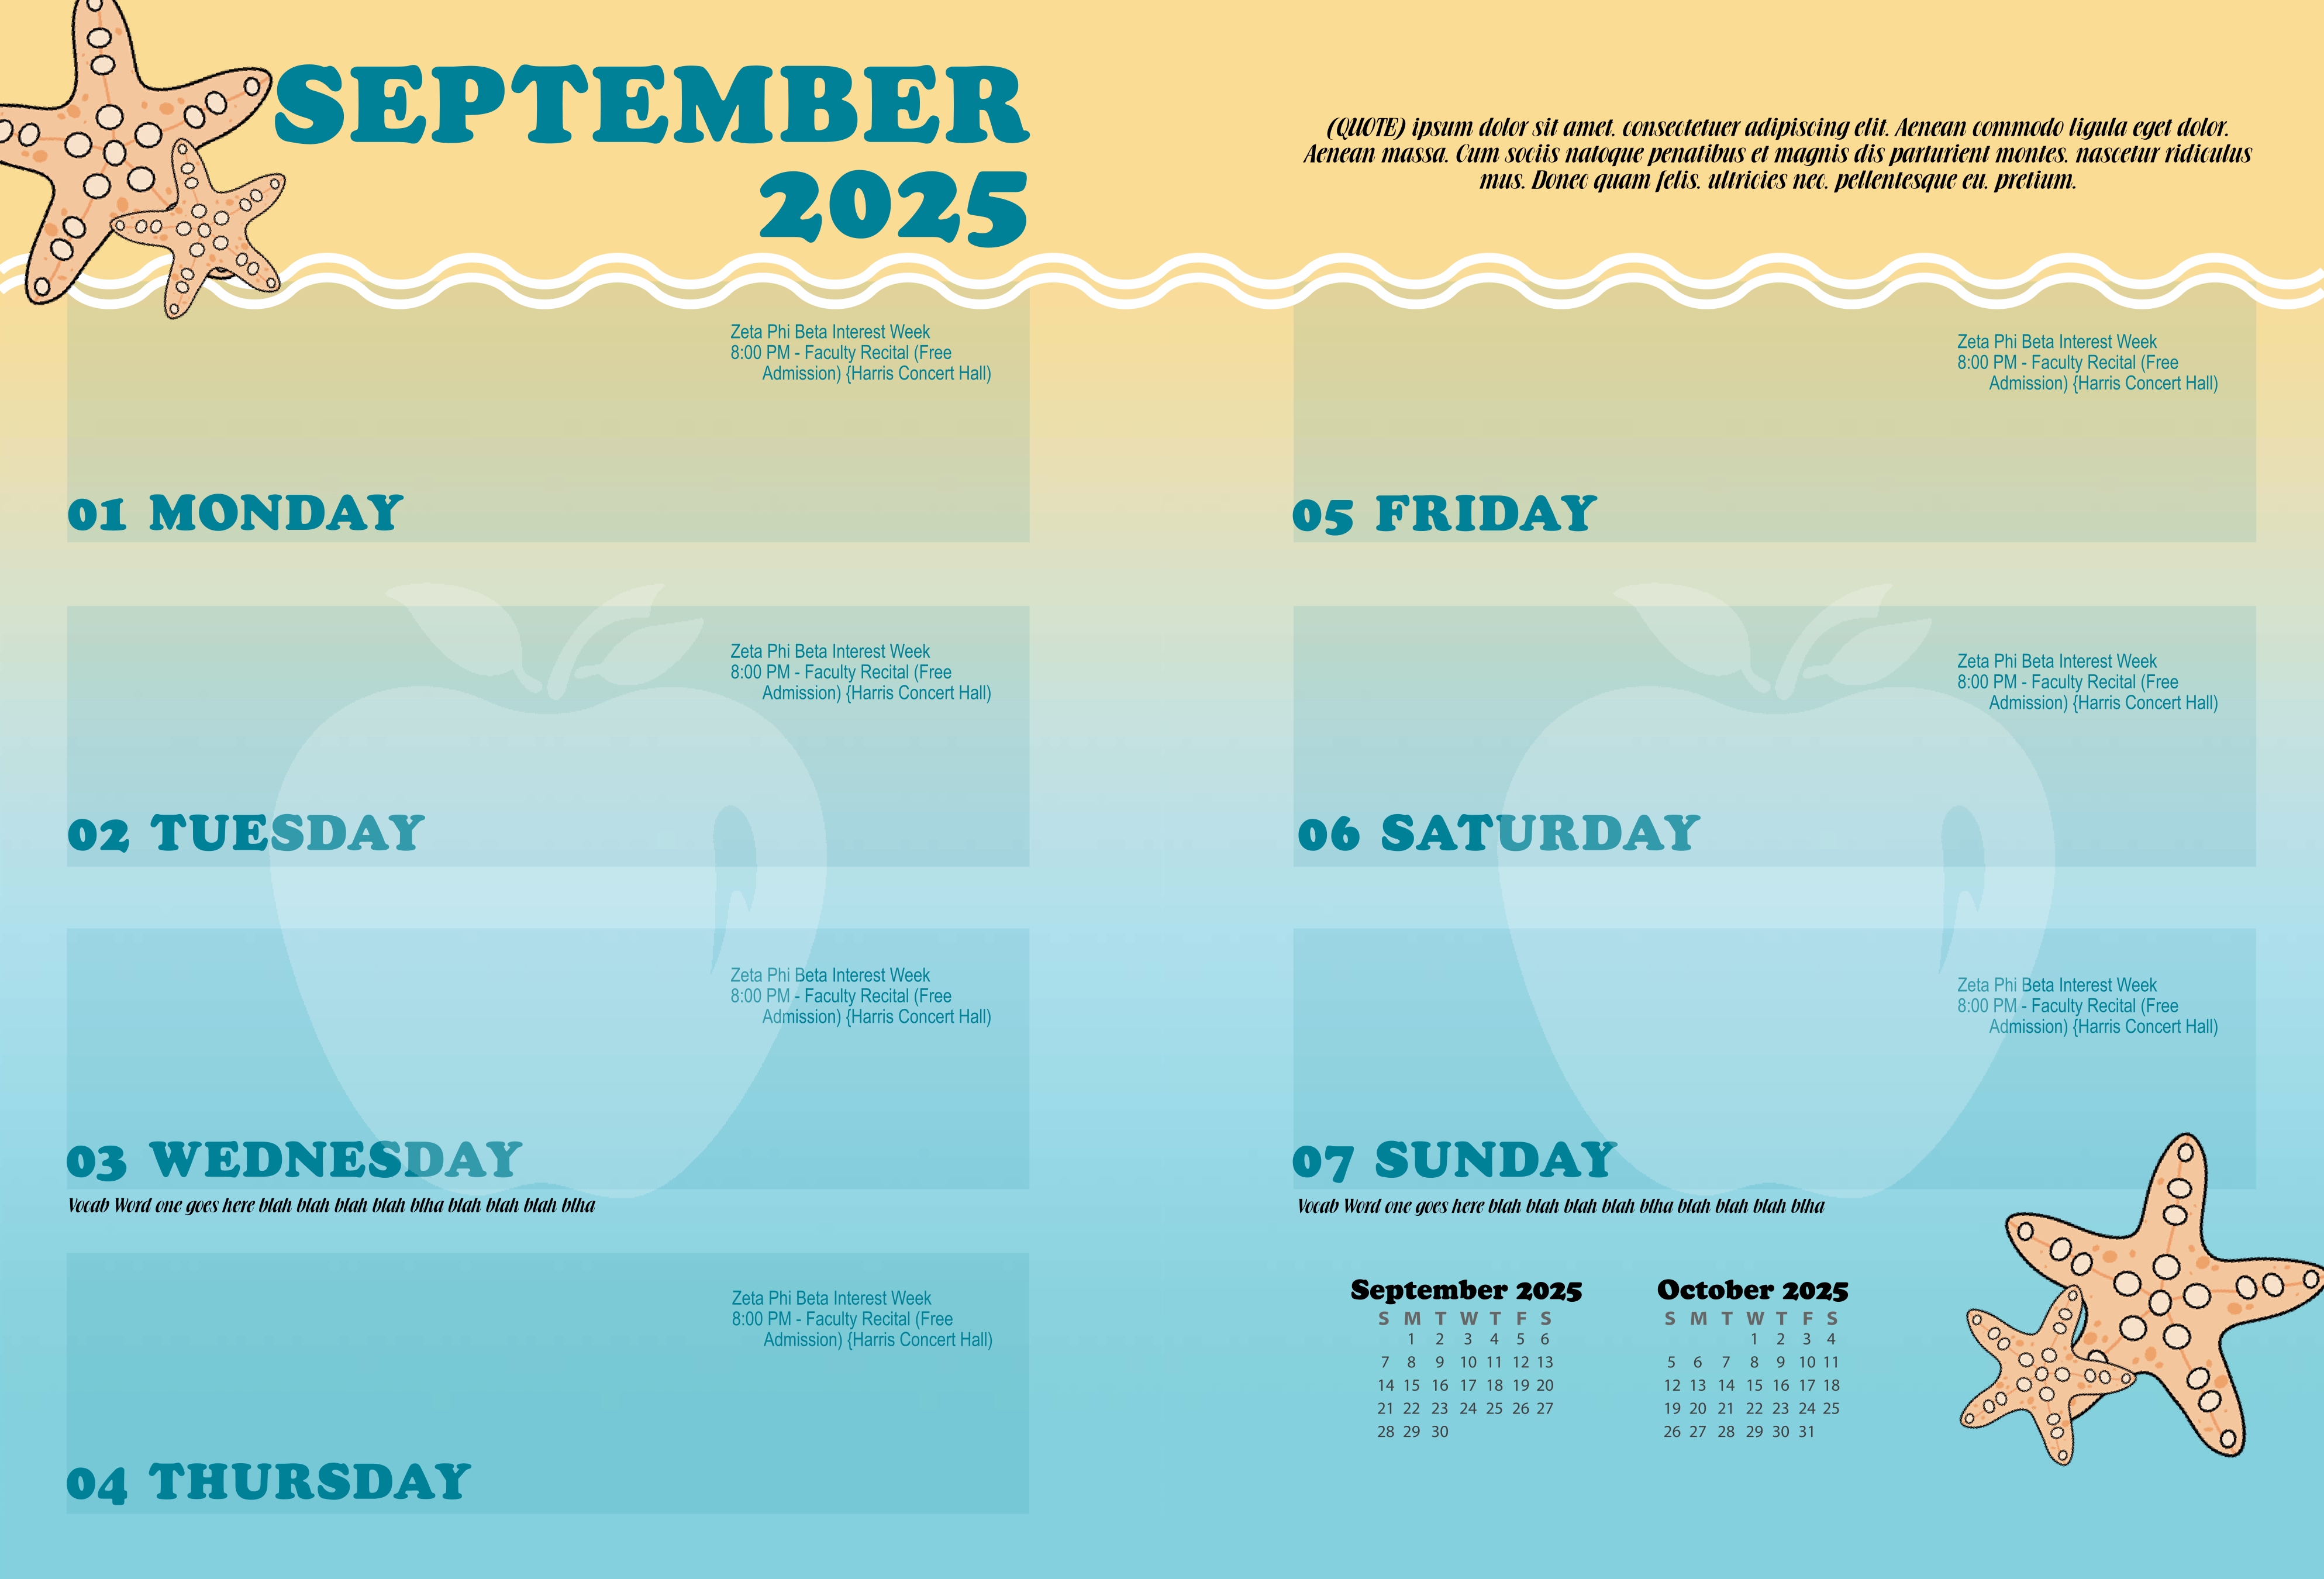 SEPTEMBER
2025
(QUOTE) ipsum dolor sit amet, consectetuer adipiscing elit. Aenean commodo ligula eget dolor.
Aenean massa. Cum sociis natoque penatibus et magnis dis parturient montes, nascetur ridiculus
mus. Donec quam felis, ultricies nec, pellentesque eu, pretium.
Zeta Phi Beta Interest Week
8:00 PM - Faculty Recital (Free
Admission) {Harris Concert Hall)
01 MONDAY
Zeta Phi Beta Interest Week
8:00 PM - Faculty Recital (Free
Admission) {Harris Concert Hall)
02 TUESDAY
Zeta Phi Beta Interest Week
8:00 PM - Faculty Recital (Free
Admission) {Harris Concert Hall)
03 WEDNESDAY
Vocab Word one goes here blah blah blah blah blha blah blah blah blha
Zeta Phi Beta Interest Week
8:00 PM - Faculty Recital (Free
Admission) {Harris Concert Hall)
04 THURSDAY
Zeta Phi Beta Interest Week
8:00 PM - Faculty Recital (Free
Admission) {Harris Concert Hall)
05 FRIDAY
Zeta Phi Beta Interest Week
8:00 PM - Faculty Recital (Free
Admission) {Harris Concert Hall)
06 SATURDAY
Zeta Phi Beta Interest Week
8:00 PM - Faculty Recital (Free
Admission) {Harris Concert Hall)
07 SUNDAY
Vocab Word one goes here blah blah blah blah blha blah blah blah blha
September 2025
S M T W T F S
1 2 3 4 5 6
7 8 9 10 11 12 13
14 15 16 17 18 19 20
21 22 23 24 25 26 27
28 29 30
October 2025
S M T W T F S
1 2 3 4
5 6 7 8 9 10 11
12 13 14 15 16 17 18
19 20 21 22 23 24 25
26 27 28 29 30 31